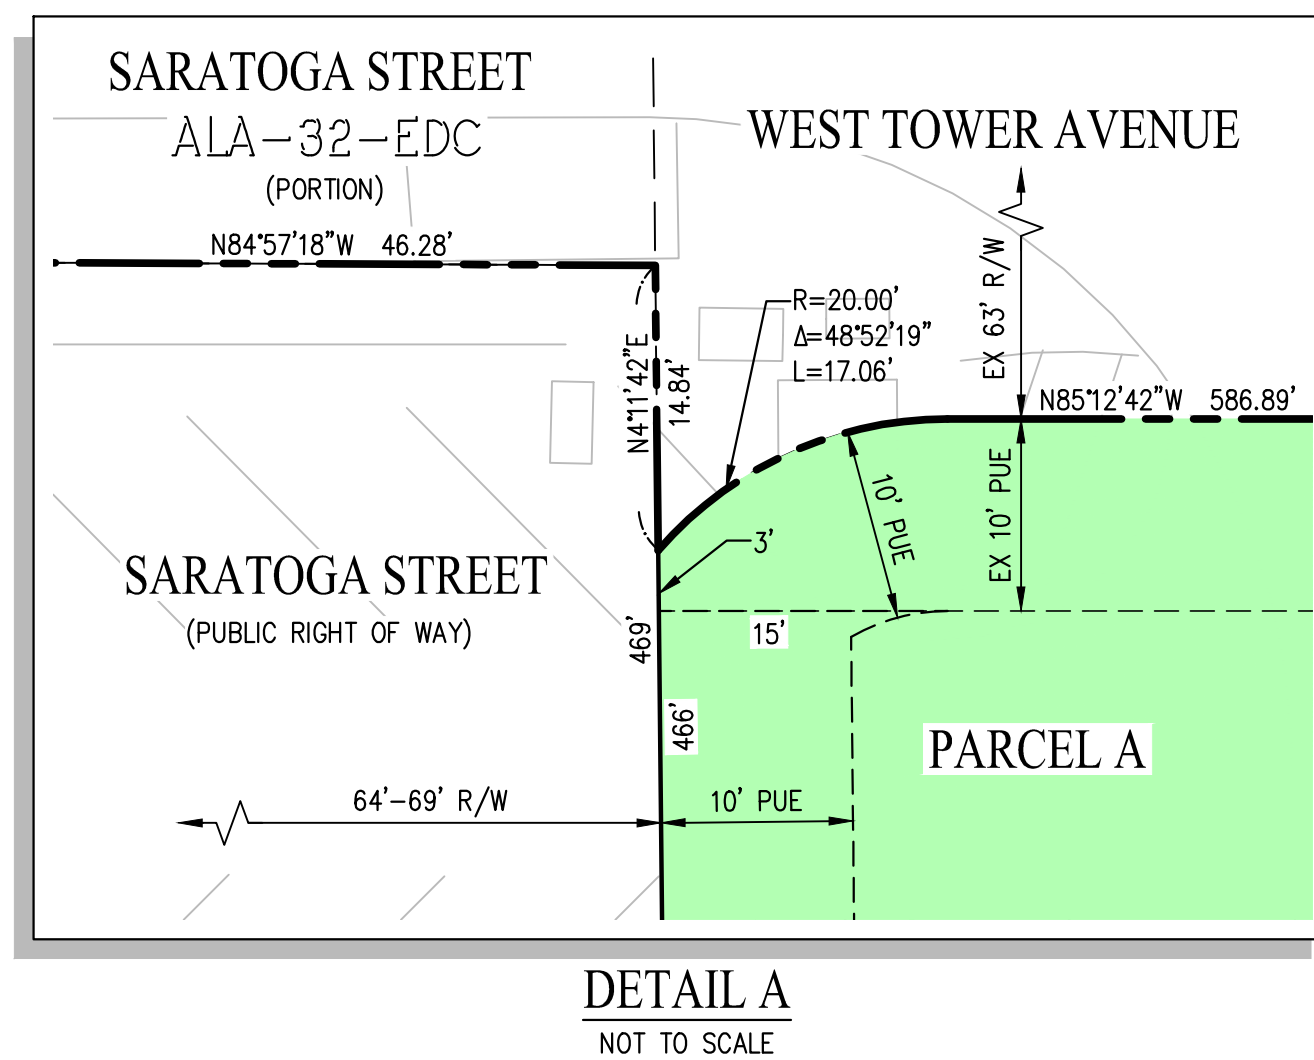 SARATOGA STREET
ALA-32-EDC
(PORTION)
WEST TOWER AVENUE
N84°57'18"W 46.28'
R=20.00'
Δ=48°52'19"
L=17.06'
EX 63' R/W
N4°11'42"E
14.84'
N85°12'42"W 586.89'
10' PUE
EX 10' PUE
3'
SARATOGA STREET
(PUBLIC RIGHT OF WAY)
469'
15'
466'
PARCEL A
64'-69' R/W
10' PUE
DETAIL A
NOT TO SCALE